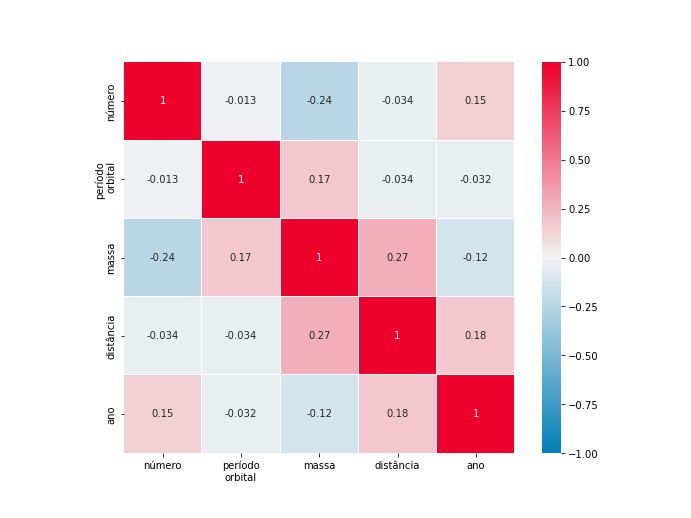 número
1
-0.013
-0.24
-0.034
0.15
período
orbital
-0.013
1
0.17
-0.034
-0.032
massa
-0.24
0.17
1
0.27
-0.12
distância
-0.034
-0.034
0.27
1
0.18
ano
0.15
-0.032
-0.12
0.18
1
número
período
orbital
massa
distância
ano
1.00
0.75
0.50
0.25
0.00
−0.25
−0.50
−0.75
−1.00